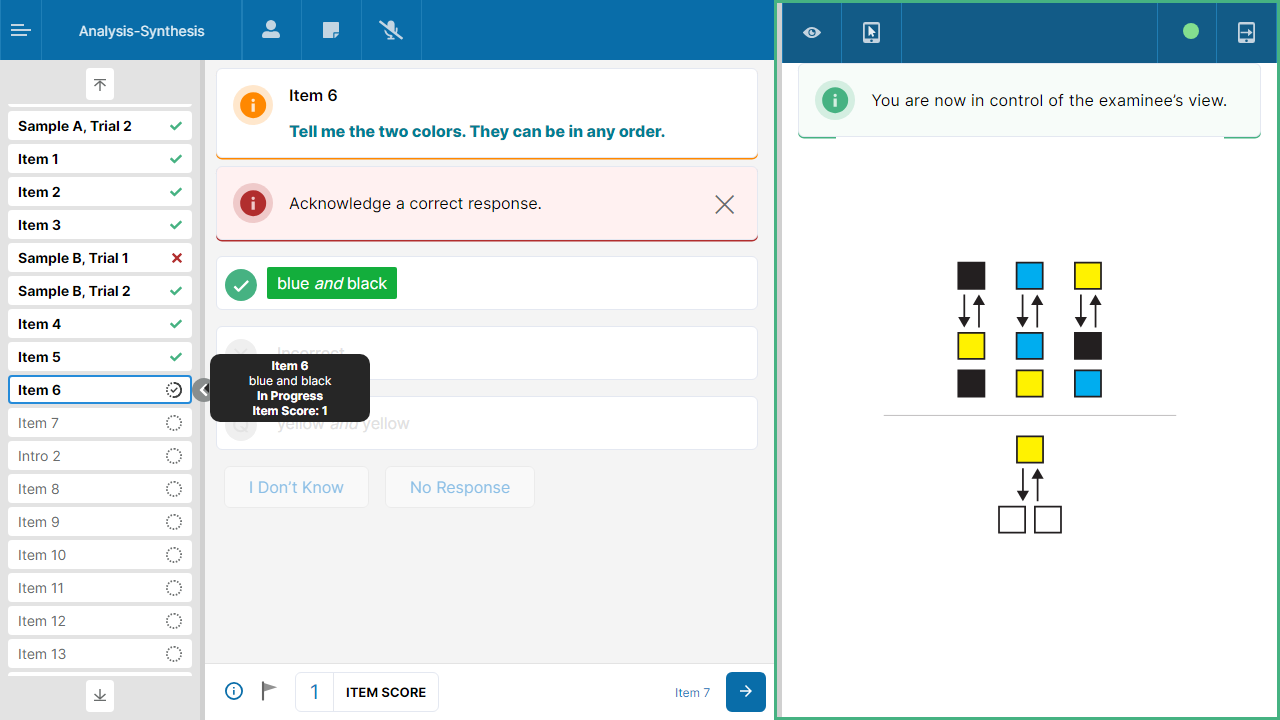 Analysis-Synthesis
Sample A, Trial 2
Item 1
Item 2
Item 3
Sample B, Trial 1
Sample B, Trial 2
Item 4
Item 5
Item 6
Item 7
Intro 2
Item 8
Item 9
Item 10
Item 11
Item 12
Item 13
Item 6
Tell me the two colors. They can be in any order.
Acknowledge a correct response.
blue and black
Incorrect
Item 6
blue and black
In Progress
Item Score: 1
yellow and yellow
I Don't Know
No Response
1
ITEM SCORE
Item 7
You are now in control of the examinee's view.